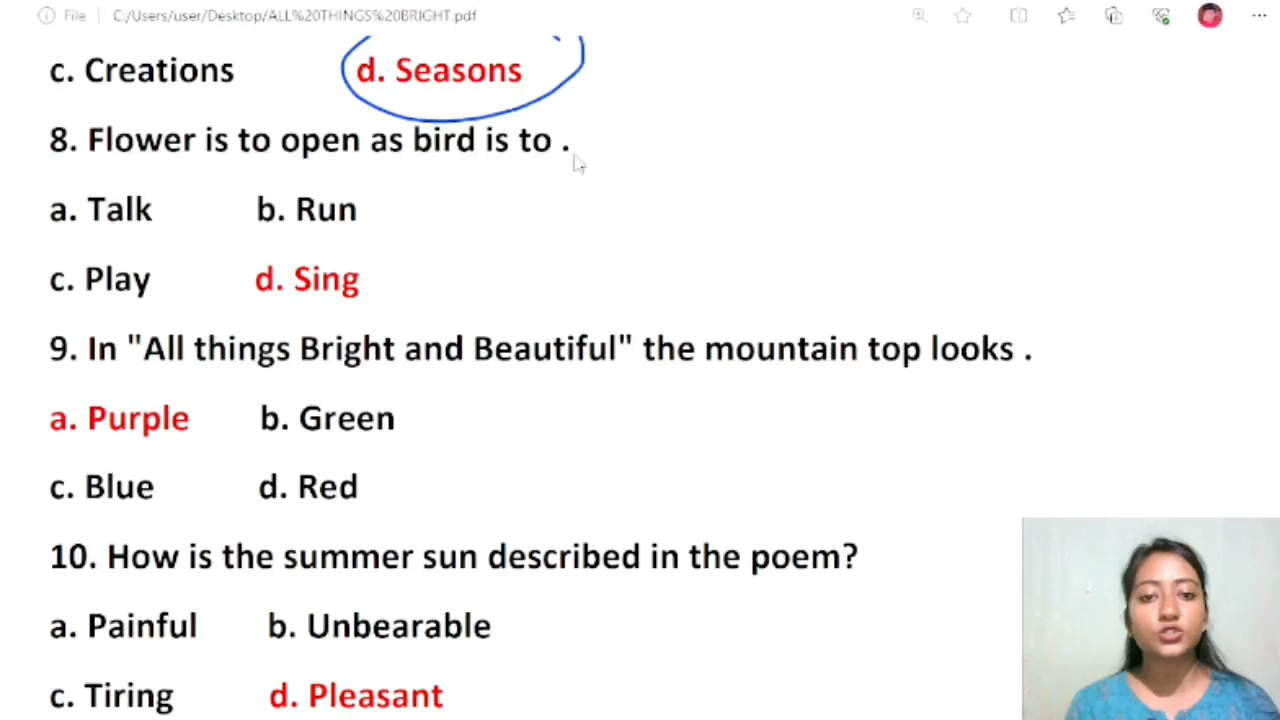 File C:/Users/user/Desktop/ALL%20THINGS%20BRIGHT.pdf
c. Creations d. Seasons
8. Flower is to open as bird is to .
a. Talk b. Run
c. Play d. Sing
9. In "All things Bright and Beautiful" the mountain top looks .
a. Purple b. Green
c. Blue d. Red
10. How is the summer sun described in the poem?
a. Painful b. Unbearable
c. Tiring d. Pleasant